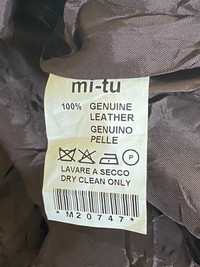 mi-tu
100% GENUINE
LEATHER
GENUINO
PELLE
P
LAVARE A SECCO
DRY CLEAN ONLY
*M20747*